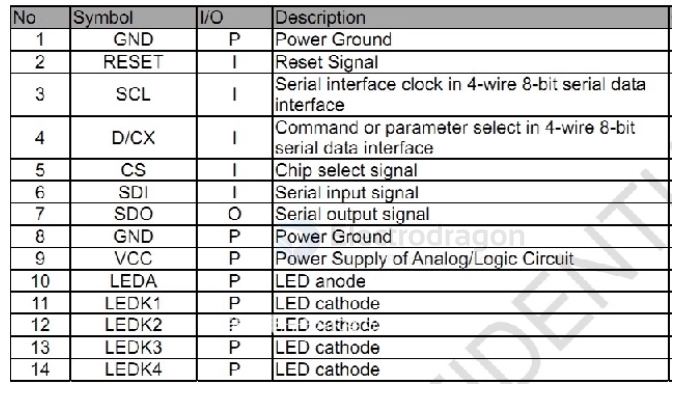 No Symbol I/O Description
1 GND P Power Ground
2 RESET I Reset Signal
3 SCL I Serial interface clock in 4-wire 8-bit serial data
interface
4 D/CX I Command or parameter select in 4-wire 8-bit
serial data interface
5 CS I Chip select signal
6 SDI I Serial input signal
7 SDO O Serial output signal
8 GND P Power Ground
9 VCC P Power Supply of Analog/Logic Circuit
10 LEDA P LED anode
11 LEDK1 P LED cathode
12 LEDK2 P LED cathode
13 LEDK3 P LED cathode
14 LEDK4 P LED cathode